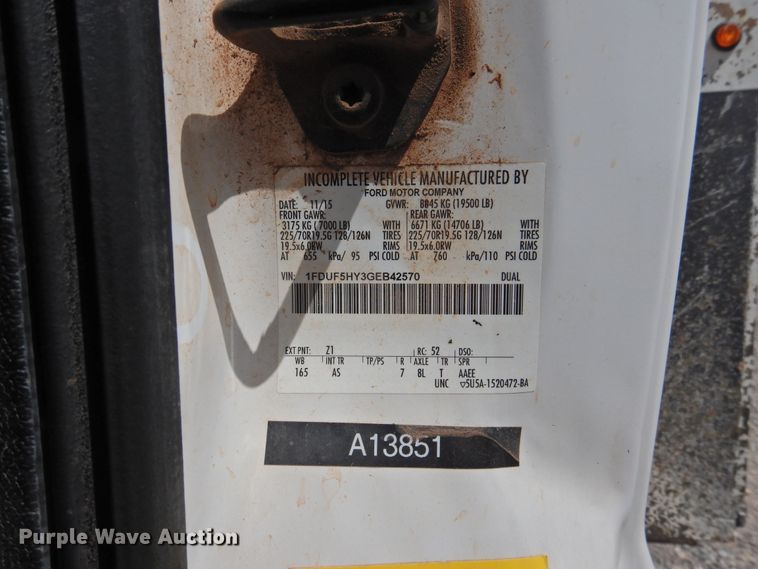 INCOMPLETE VEHICLE MANUFACTURED BY
FORD MOTOR COMPANY
DATE: 11/15 GVWR: 8845 KG (19500 LB)
FRONT GAWR: REAR GAWR:
3175 KG ( 7000 LB) WITH 6671 KG (14706 LB) WITH
225/70R19.5G 128/126N TIRES 225/70R19.5G 128/126N TIRES
19.5x6.0RW RIMS 19.5x6.0RW RIMS
AT 655 kPa/ 95 PSI COLD AT 760 kPa/110 PSI COLD
VIN: 1FDUF5HY3GEB42570 DUAL
EXT PNT: Z1 RC: 52 DSO:
WB INT TR TP/PS R AXLE TR SPR
165 AS 7 8L T AAEE
UNC ▽5U5A-1520472-BA
A13851
Purple Wave Auction